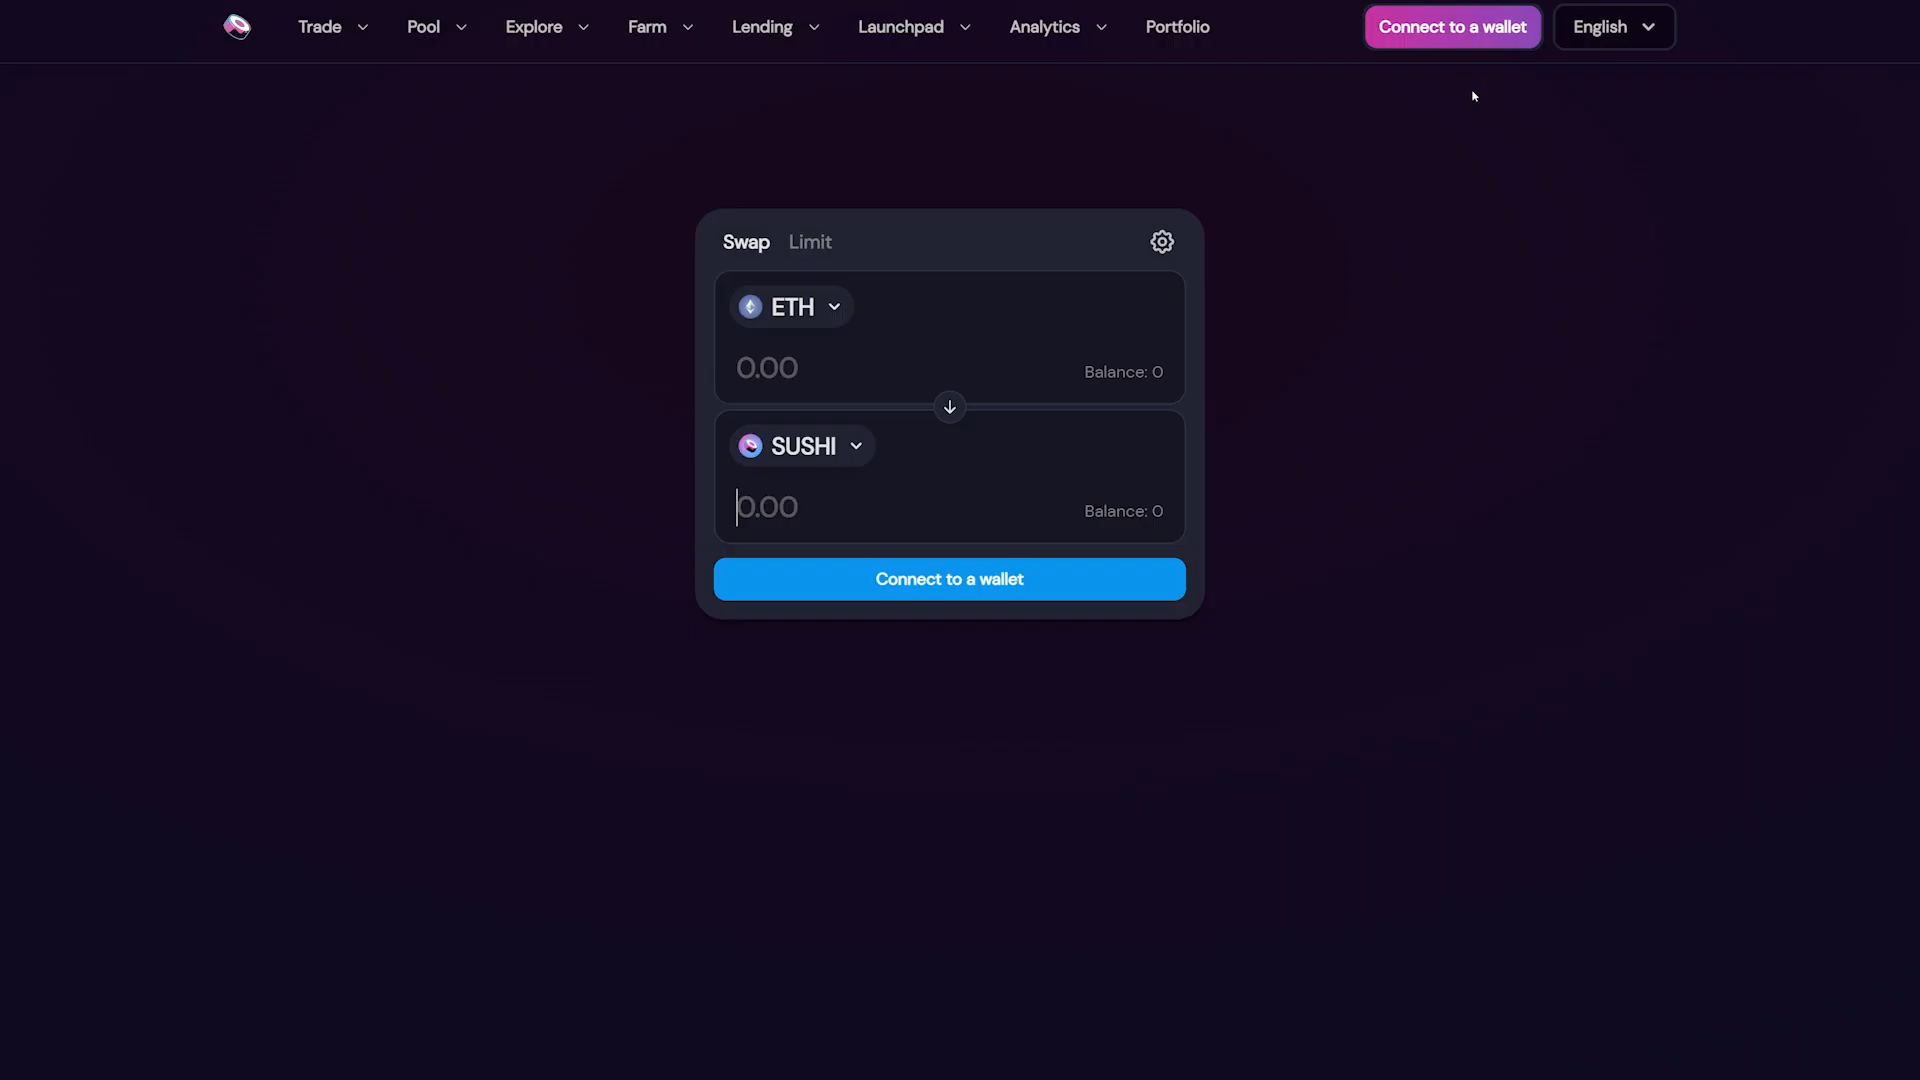 Trade Pool Explore Farm Lending Launchpad Analytics Portfolio Connect to a wallet English
Swap Limit
ETH
0.00 Balance: 0
SUSHI
0.00 Balance: 0
Connect to a wallet